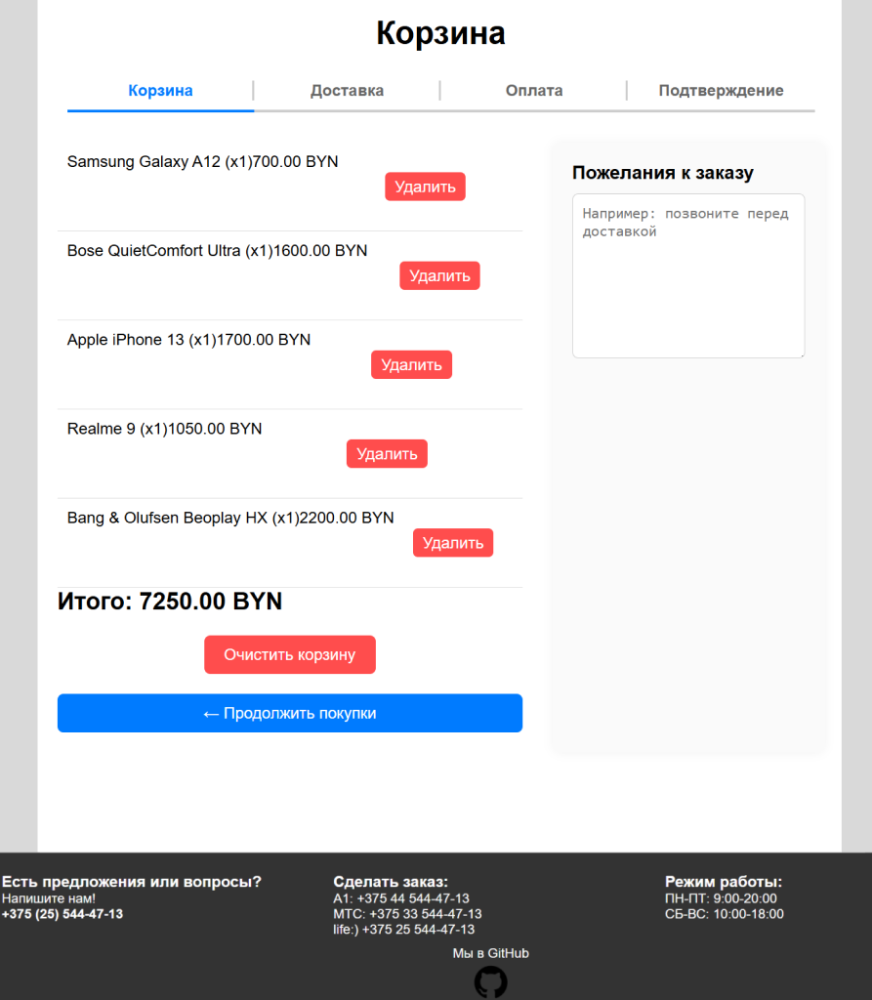 Корзина
Корзина
Доставка
Оплата
Подтверждение
Samsung Galaxy A12 (x1)700.00 BYN
Удалить
Bose QuietComfort Ultra (x1)1600.00 BYN
Удалить
Apple iPhone 13 (x1)1700.00 BYN
Удалить
Realme 9 (x1)1050.00 BYN
Удалить
Bang & Olufsen Beoplay HX (x1)2200.00 BYN
Удалить
Итого: 7250.00 BYN
Очистить корзину
← Продолжить покупки
Пожелания к заказу
Например: позвоните перед
доставкой
Есть предложения или вопросы?
Напишите нам!
+375 (25) 544-47-13
Сделать заказ:
A1: +375 44 544-47-13
МТС: +375 33 544-47-13
life:) +375 25 544-47-13
Режим работы:
ПН-ПТ: 9:00-20:00
СБ-ВС: 10:00-18:00
Мы в GitHub